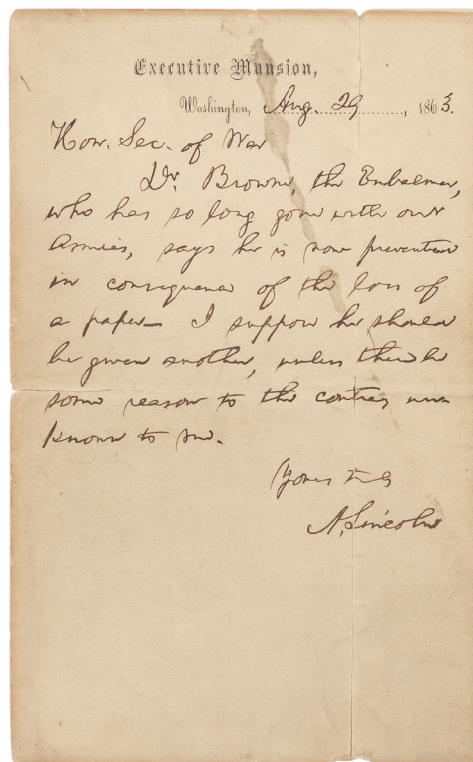 Executive Mansion,
Washington, Aug. 29, 1863.
Hon. Sec. of War
Dr. Brown, the Embalmer,
who has so long gone with our
Armies, says he is now prevented
in consequence of the loss of
a paper— I suppose he should
be given another, unless there be
some reason to the contrary un-
known to me.
Yours truly
A. Lincoln